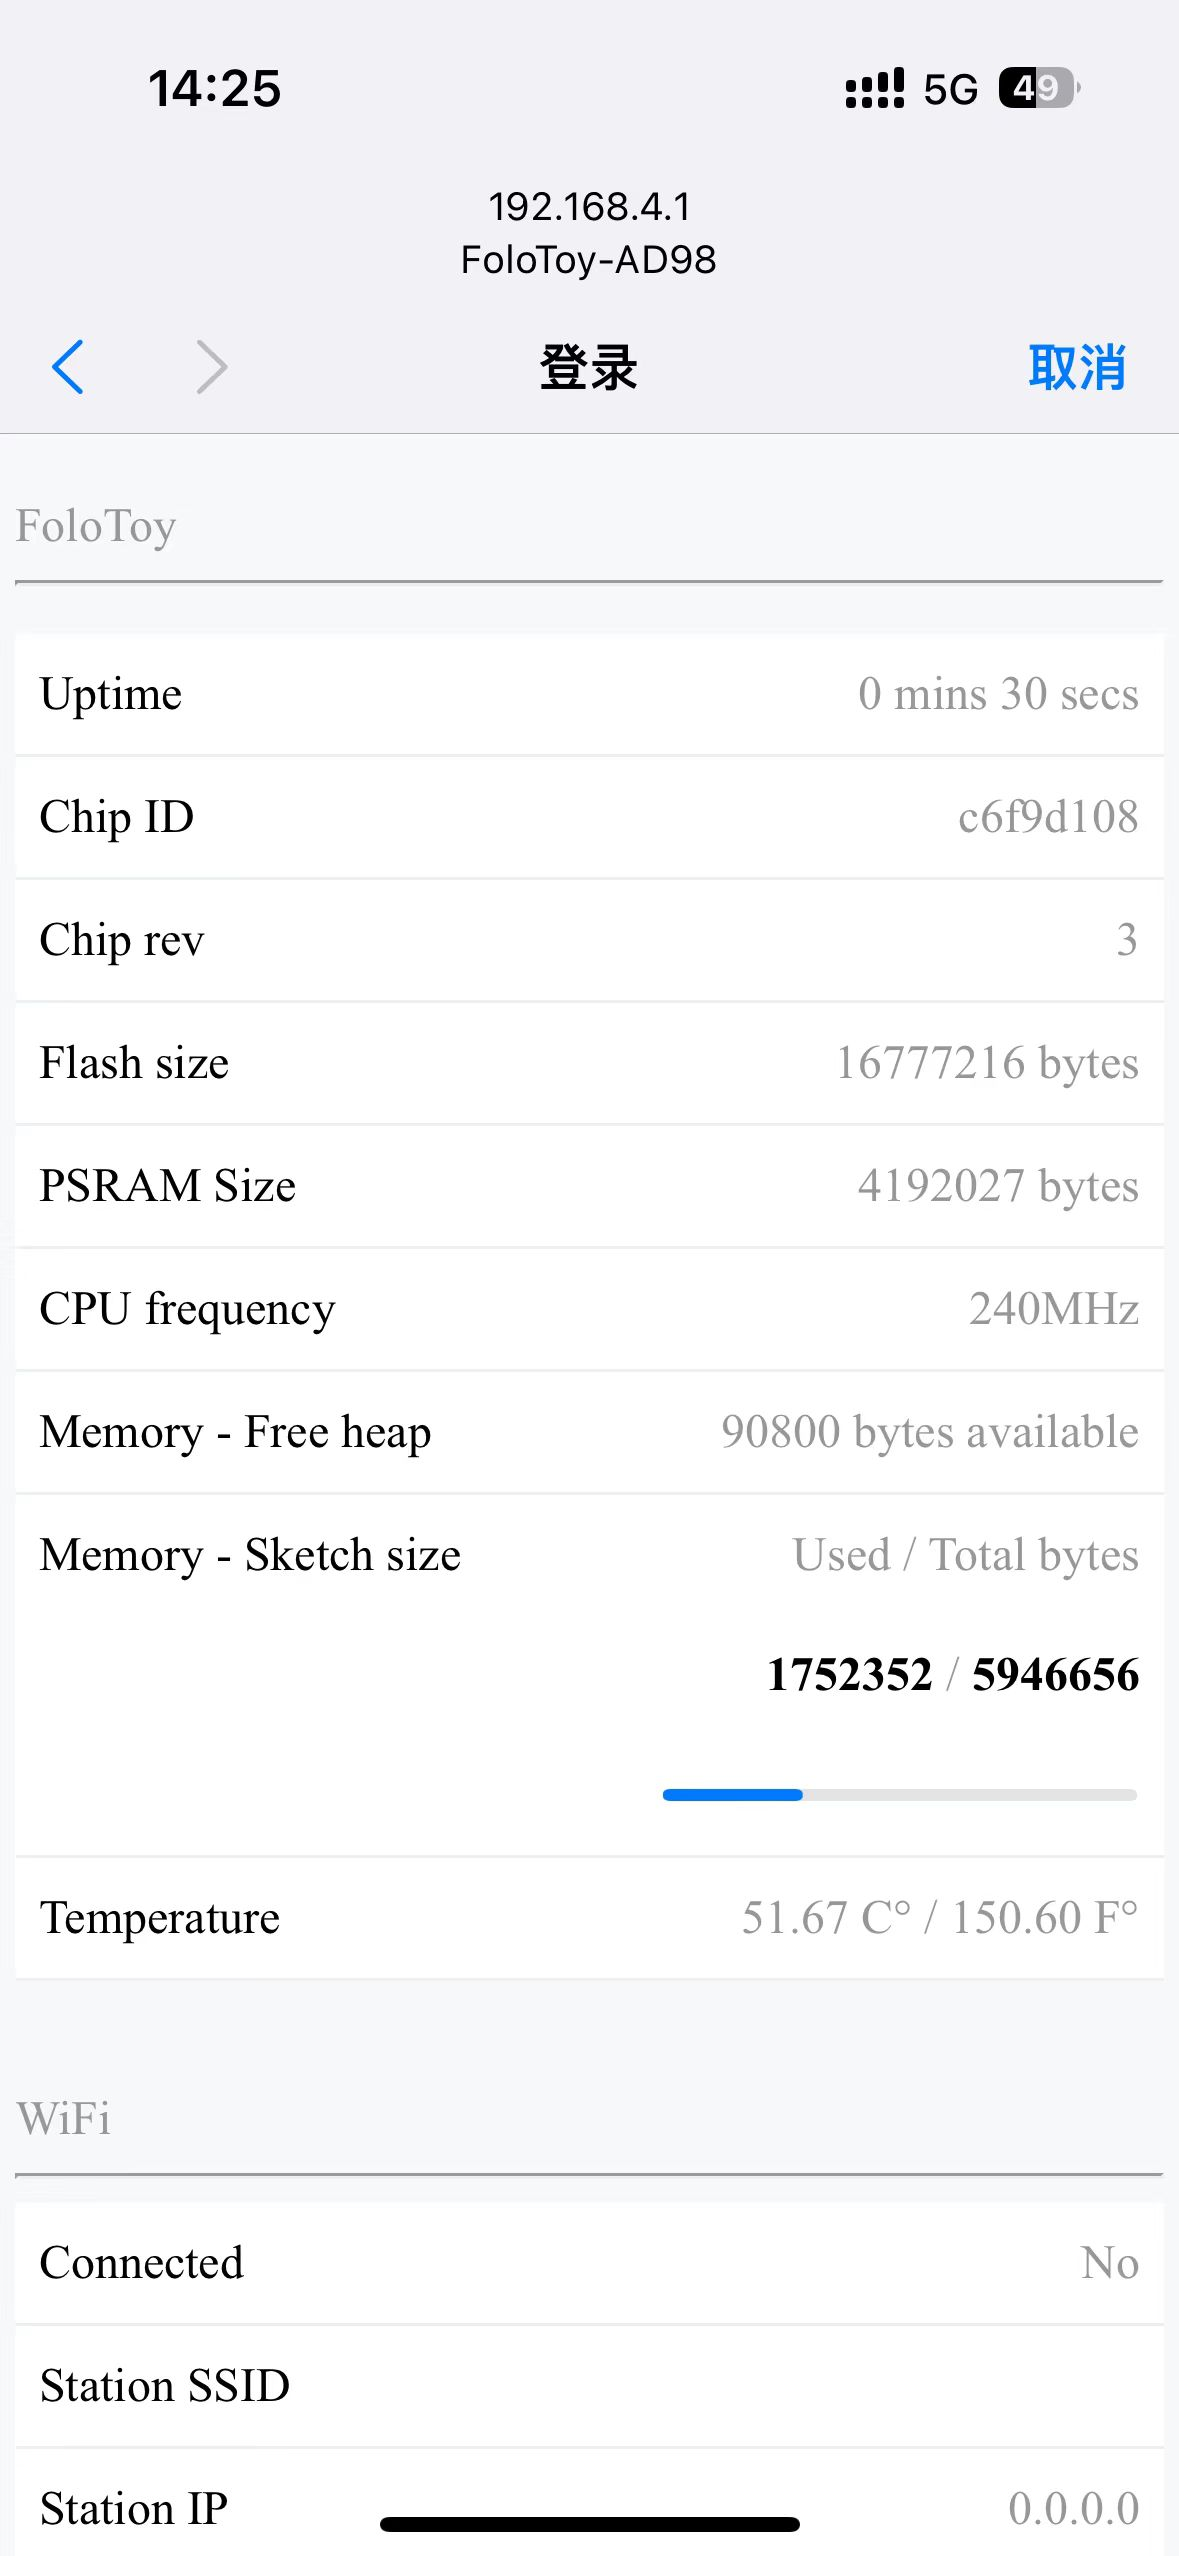 14:25 5G 49
192.168.4.1
FoloToy-AD98
登录 取消
FoloToy
Uptime 0 mins 30 secs
Chip ID c6f9d108
Chip rev 3
Flash size 16777216 bytes
PSRAM Size 4192027 bytes
CPU frequency 240MHz
Memory - Free heap 90800 bytes available
Memory - Sketch size Used / Total bytes
1752352 / 5946656
Temperature 51.67 C° / 150.60 F°
WiFi
Connected No
Station SSID
Station IP 0.0.0.0